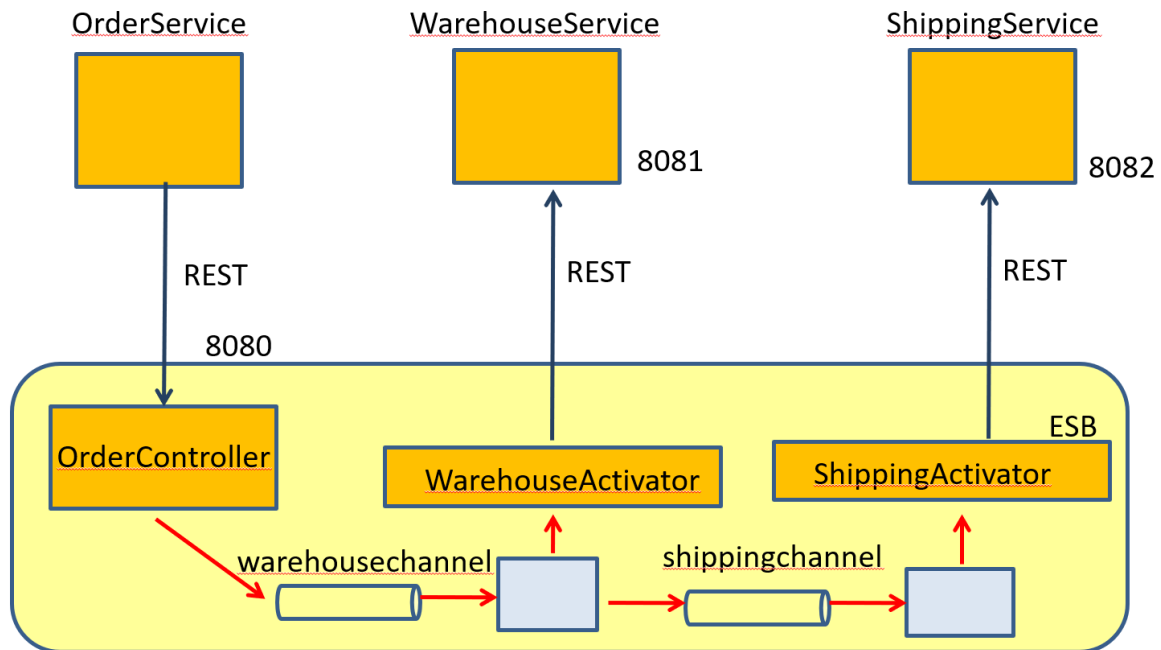 OrderService
WarehouseService
ShippingService
8081
8082
REST
REST
REST
8080
ESB
OrderController
WarehouseActivator
ShippingActivator
warehousechannel
shippingchannel